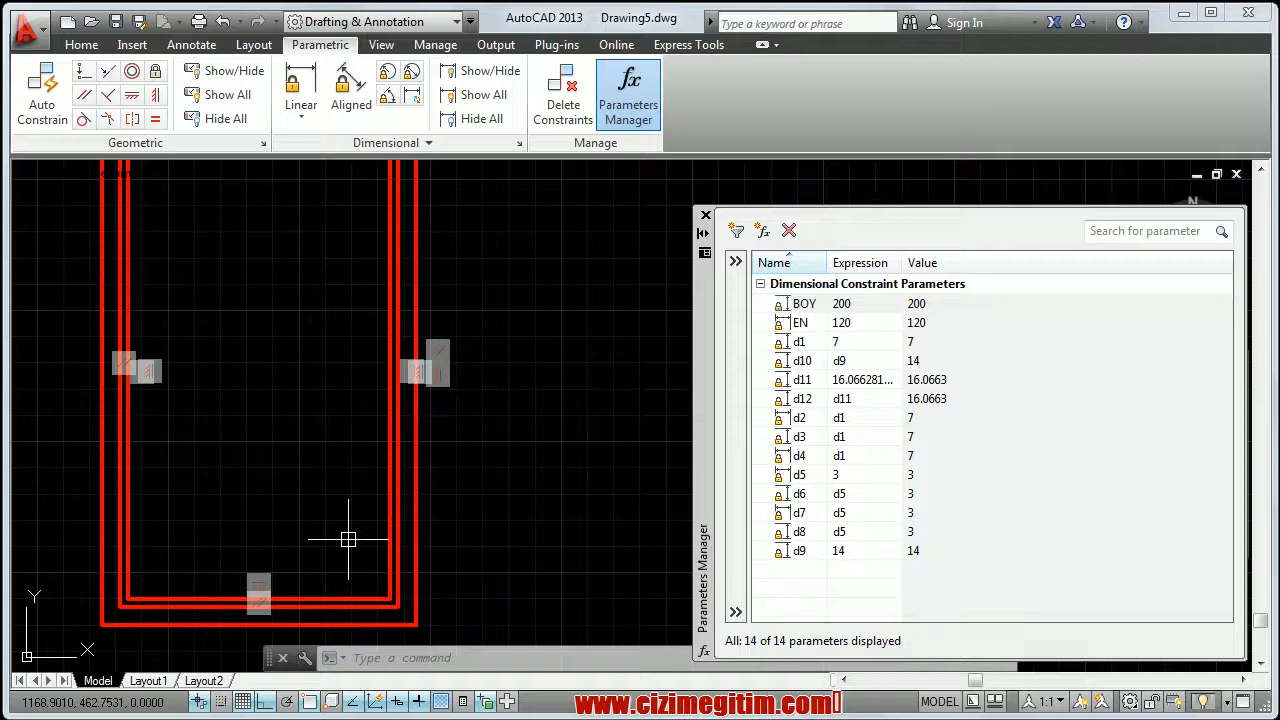 Drafting & Annotation
AutoCAD 2013 Drawing5.dwg
Type a keyword or phrase
Sign In
Home Insert Annotate Layout Parametric View Manage Output Plug-ins Online Express Tools
Auto Constrain
Show/Hide
Show All
Hide All
Geometric
Linear
Aligned
Show/Hide
Show All
Hide All
Dimensional
Delete Constraints
Parameters Manager
Manage
N
Search for parameter
Name Expression Value
Dimensional Constraint Parameters
BOY 200 200
EN 120 120
d1 7 7
d10 d9 14
d11 16.066281... 16.0663
d12 d11 16.0663
d2 d1 7
d3 d1 7
d4 d1 7
d5 3 3
d6 d5 3
d7 d5 3
d8 d5 3
d9 14 14
All: 14 of 14 parameters displayed
Parameters Manager
Y
X
Type a command
Model Layout1 Layout2
1195.0010, 462.7531, 0.0000
MODEL
1:1
www.cizimegitim.com